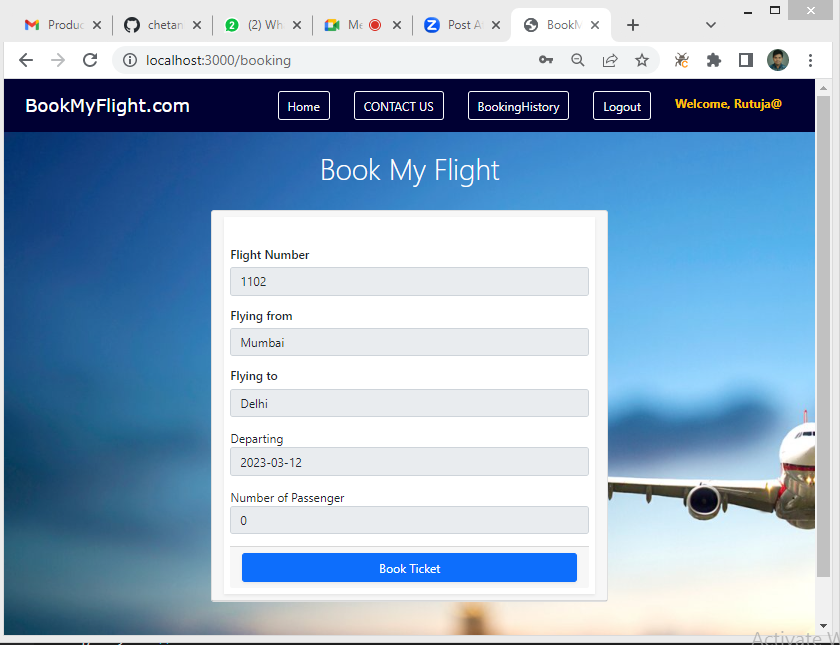 Produc
chetan
2 (2) Wh
Me
Post A
BookM
localhost:3000/booking
BookMyFlight.com
Home
CONTACT US
BookingHistory
Logout
Welcome, Rutuja@
Book My Flight
Flight Number
1102
Flying from
Mumbai
Flying to
Delhi
Departing
2023-03-12
Number of Passenger
0
Book Ticket
Activate W